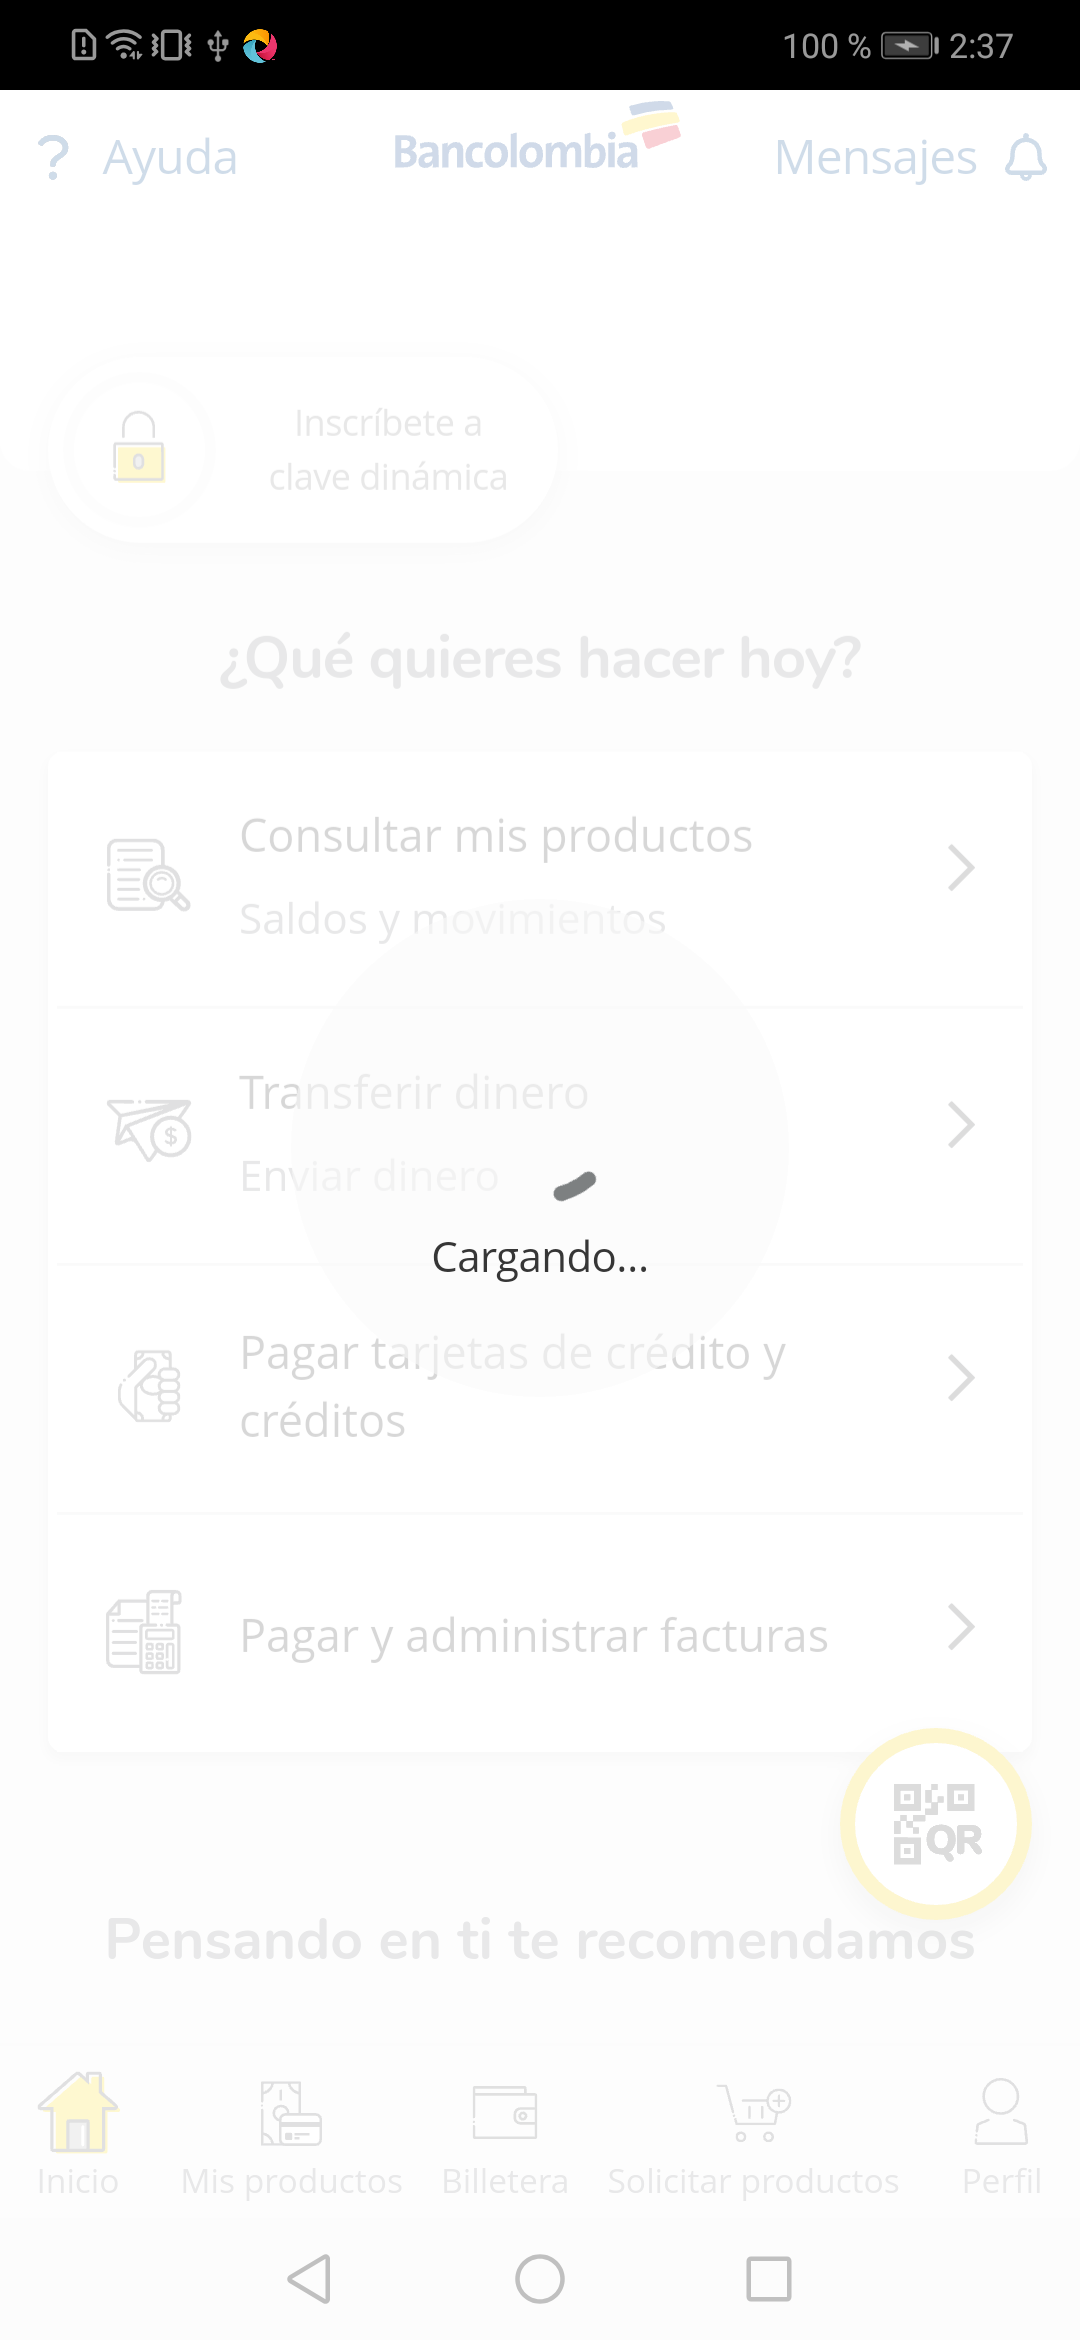 100 % 2:37
? Ayuda Bancolombia Mensajes
Inscríbete a
clave dinámica
¿Qué quieres hacer hoy?
Consultar mis productos
Saldos y movimientos
Transferir dinero
Enviar dinero
Cargando...
Pagar tarjetas de crédito y
créditos
Pagar y administrar facturas
QR
Pensando en ti te recomendamos
Inicio Mis productos Billetera Solicitar productos Perfil